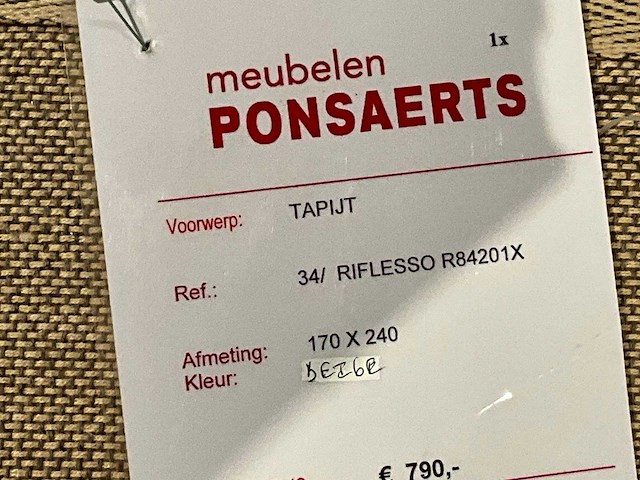 1x
meubelen
PONSAERTS
Voorwerp: TAPIJT
Ref.: 34/ RIFLESSO R84201X
Afmeting: 170 X 240
Kleur: BEIGE
€ 790,-